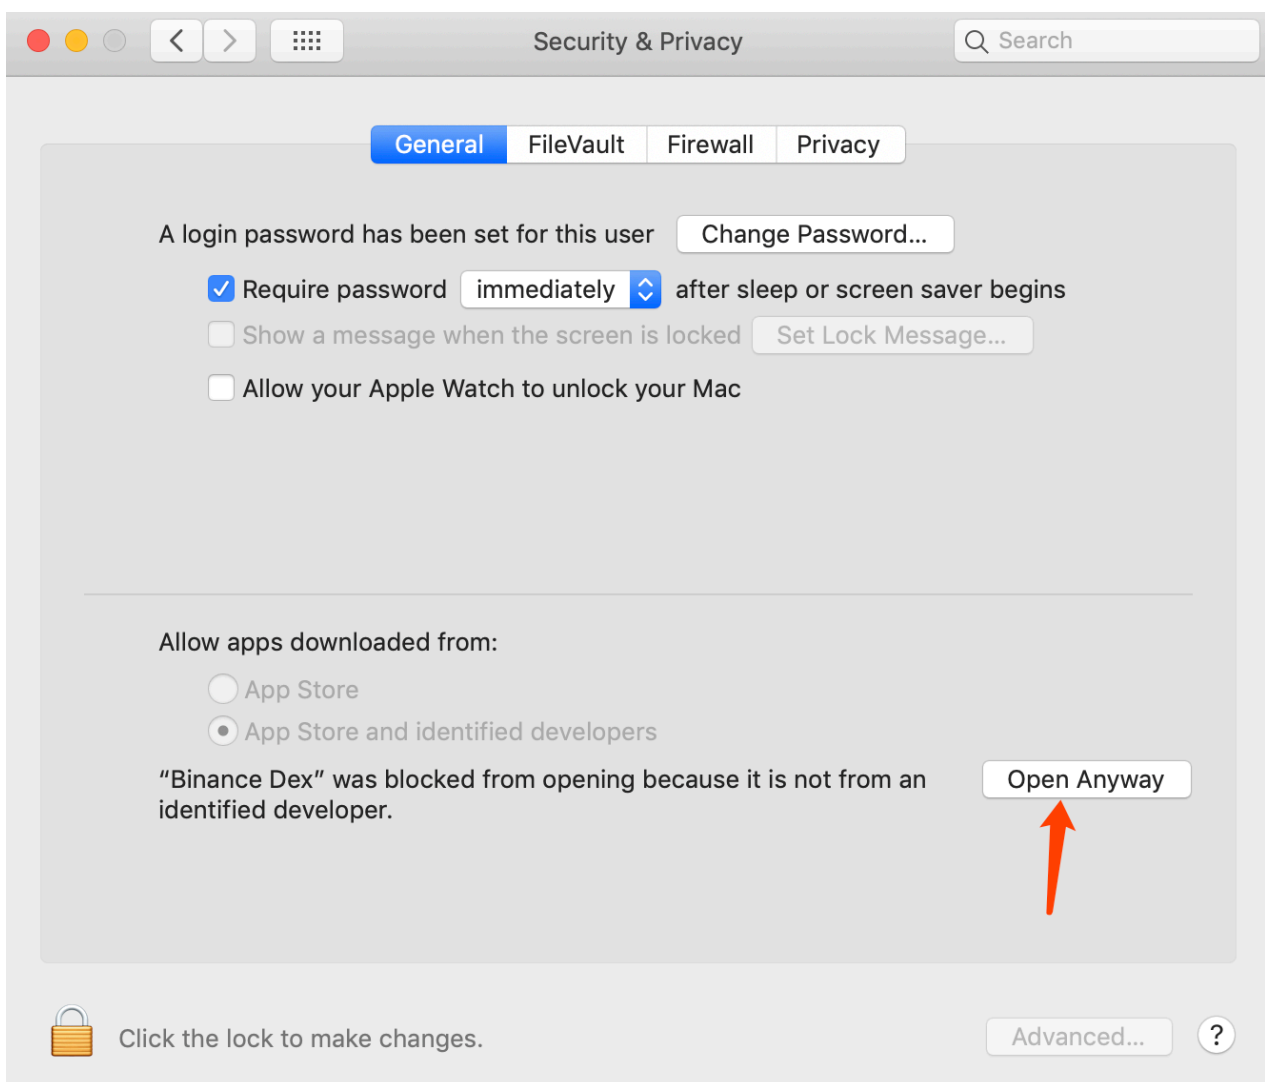 Security & Privacy
Search
General FileVault Firewall Privacy
A login password has been set for this user Change Password...
Require password immediately after sleep or screen saver begins
Show a message when the screen is locked Set Lock Message...
Allow your Apple Watch to unlock your Mac
Allow apps downloaded from:
App Store
App Store and identified developers
“Binance Dex” was blocked from opening because it is not from an Open Anyway
identified developer.
Click the lock to make changes. Advanced... ?